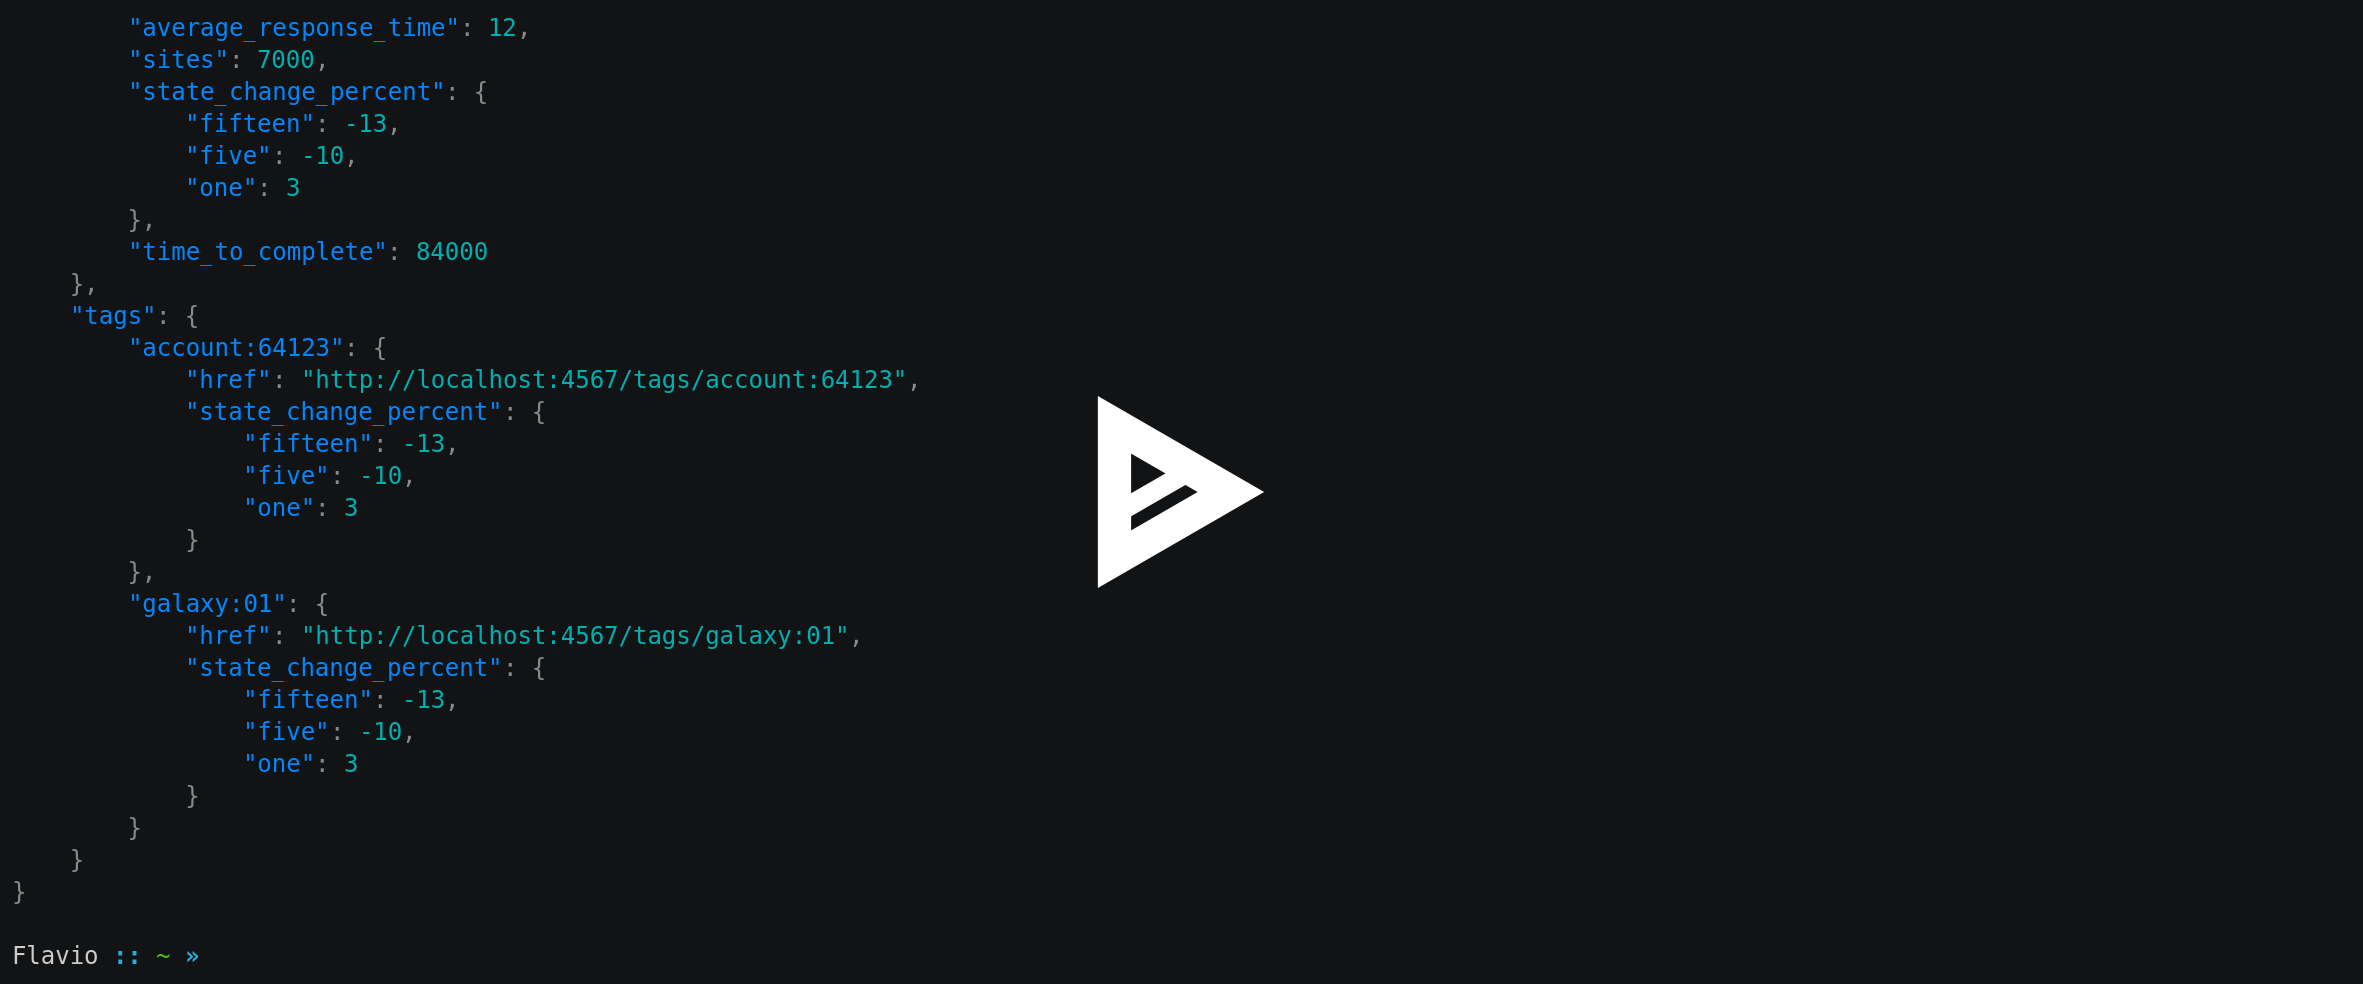 "average_response_time": 12,
"sites": 7000,
"state_change_percent": {
"fifteen": -13,
"five": -10,
"one": 3
},
"time_to_complete": 84000
},
"tags": {
"account:64123": {
"href": "http://localhost:4567/tags/account:64123",
"state_change_percent": {
"fifteen": -13,
"five": -10,
"one": 3
}
},
"galaxy:01": {
"href": "http://localhost:4567/tags/galaxy:01",
"state_change_percent": {
"fifteen": -13,
"five": -10,
"one": 3
}
}
}
}
Flavio :: ~ »